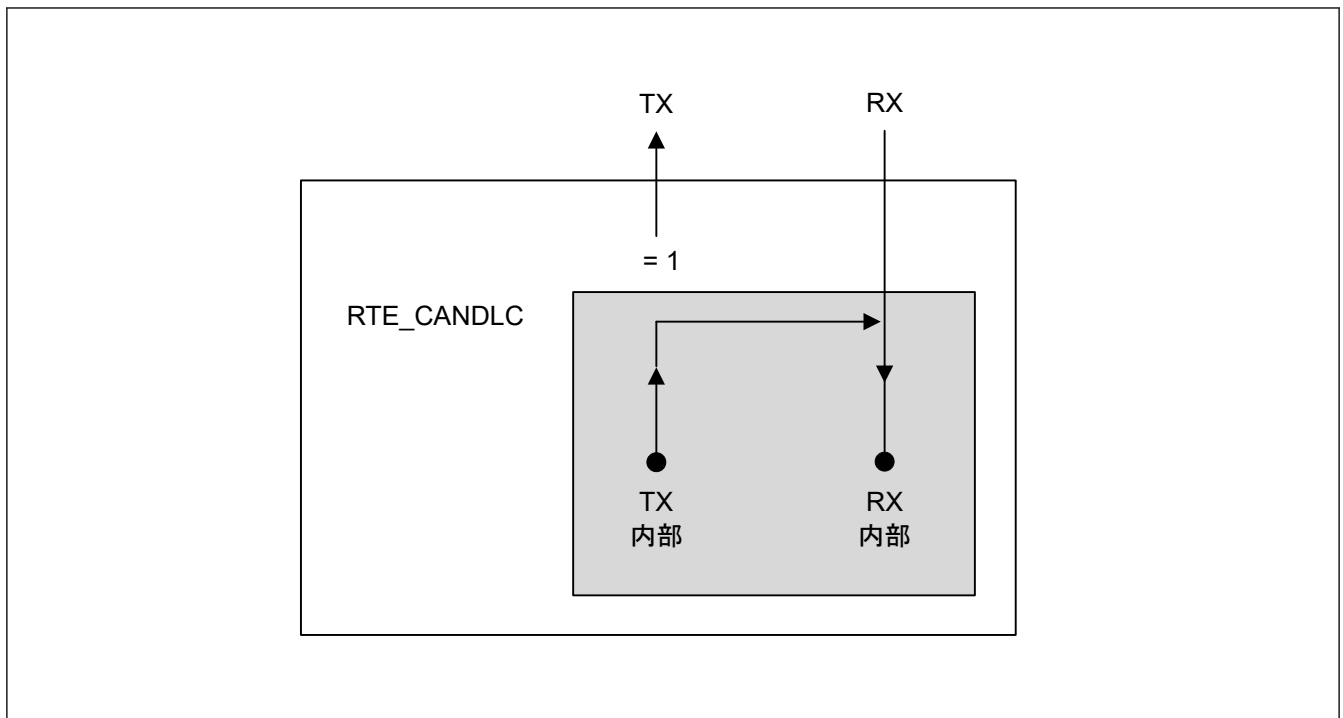 TX
RX
= 1
RTE_CANDLC
TX
内部
RX
内部